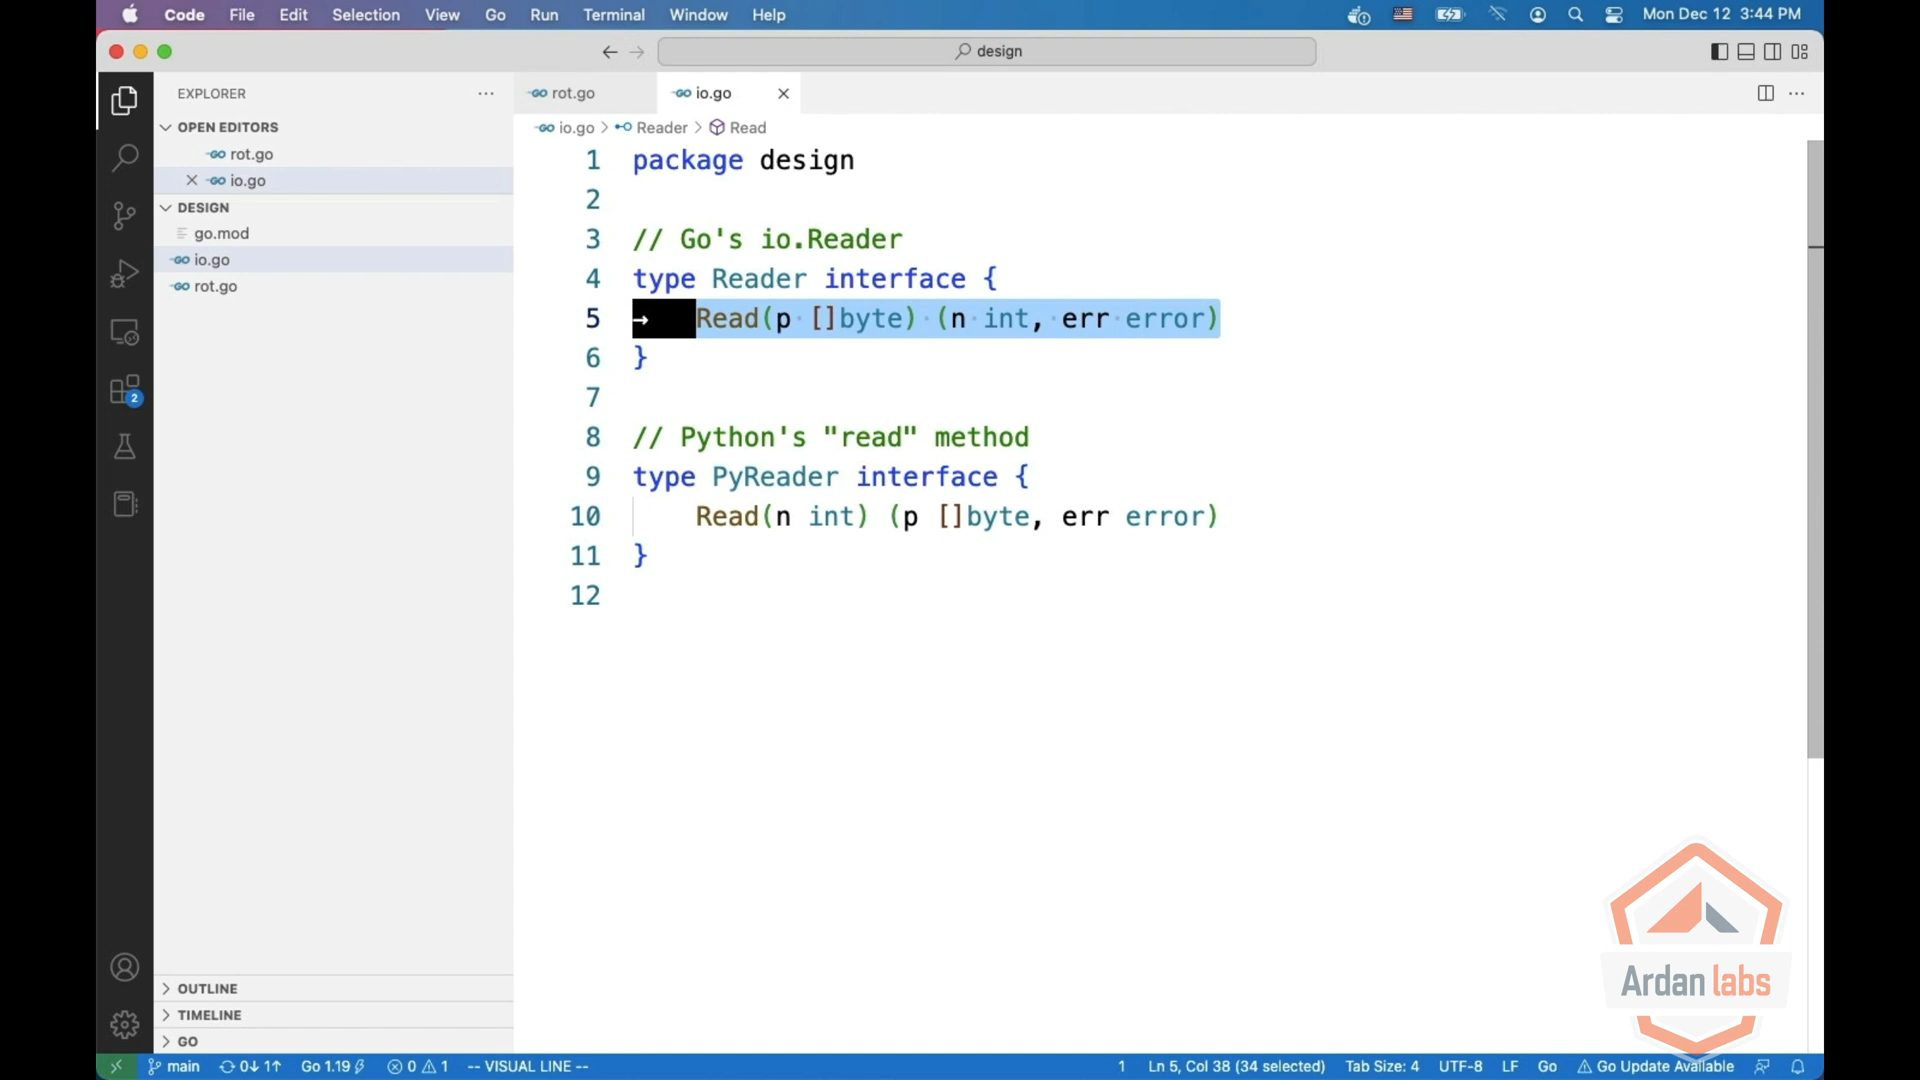 Code File Edit Selection View Go Run Terminal Window Help Mon Dec 12 3:44 PM
design
EXPLORER
OPEN EDITORS
rot.go
io.go
DESIGN
go.mod
io.go
rot.go
OUTLINE
TIMELINE
GO
2
rot.go io.go
io.go > Reader > Read
1 package design
2
3 // Go's io.Reader
4 type Reader interface {
5 → Read(p []byte) (n int, err error)
6 }
7
8 // Python's "read" method
9 type PyReader interface {
10 Read(n int) (p []byte, err error)
11 }
12
Ardan labs
main 0↓ 1↑ Go 1.19 0 1 -- VISUAL LINE -- 1 Ln 5, Col 38 (34 selected) Tab Size: 4 UTF-8 LF Go Go Update Available